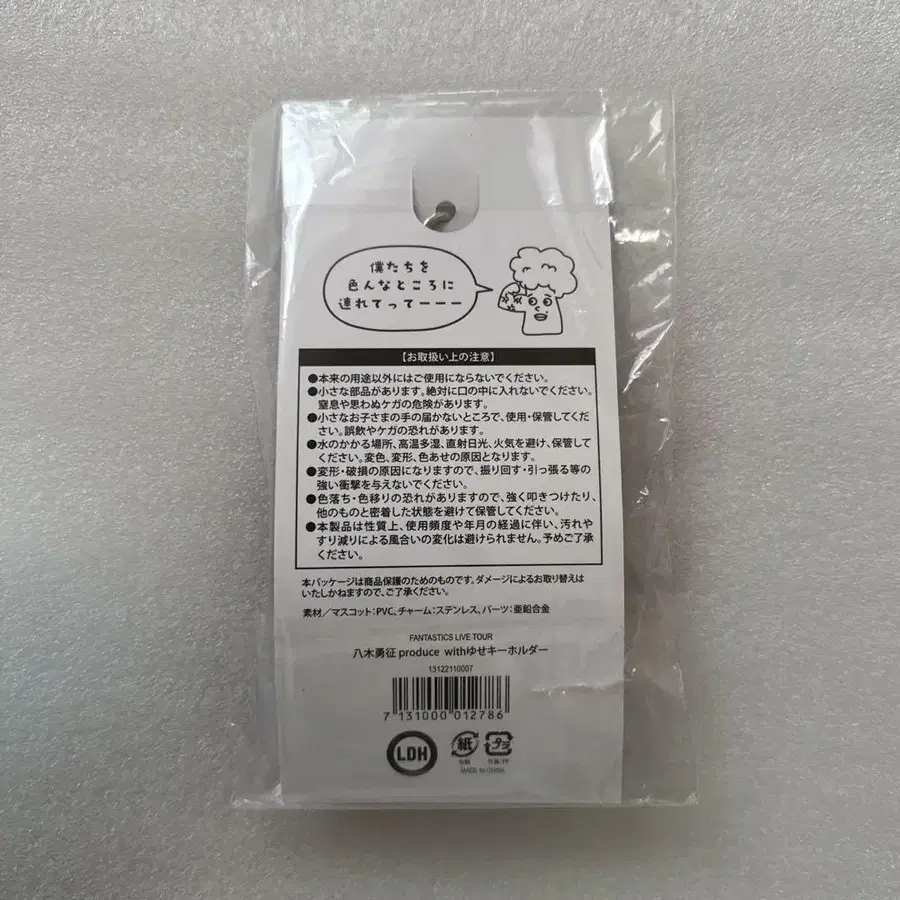 僕たちを
色んなところに
連れてってーーー
【お取扱い上の注意】
●本来の用途以外にはご使用にならないでください。
●小さな部品があります。絶対に口の中に入れないでください。
窒息や思わぬケガの危険があります。
●小さなお子さまの手の届かないところで、使用・保管してくだ
さい。誤飲やケガの恐れがあります。
●水のかかる場所、高温多湿、直射日光、火気を避け、保管して
ください。変色、変形、色あせの原因となります。
●変形・破損の原因になりますので、振り回す・引っ張る等の
強い衝撃を与えないでください。
●色落ち・色移りの恐れがありますので、強く叩きつけたり、
他のものと密着した状態を避けて保管してください。
●本製品は性質上、使用頻度や年月の経過に伴い、汚れや
すり減りによる風合いの変化は避けられません。予めご了承
ください。
本パッケージは商品保護のためのものです。ダメージによるお取り替えは
いたしかねますので、ご了承ください。
素材／マスコット:PVC、チャーム:ステンレス、パーツ:亜鉛合金
FANTASTICS LIVE TOUR
八木勇征 produce withゆせキーホルダー
13122110007
7 131000 012786
LDH
紙
プラ
台紙
外装:PP
MADE IN CHINA